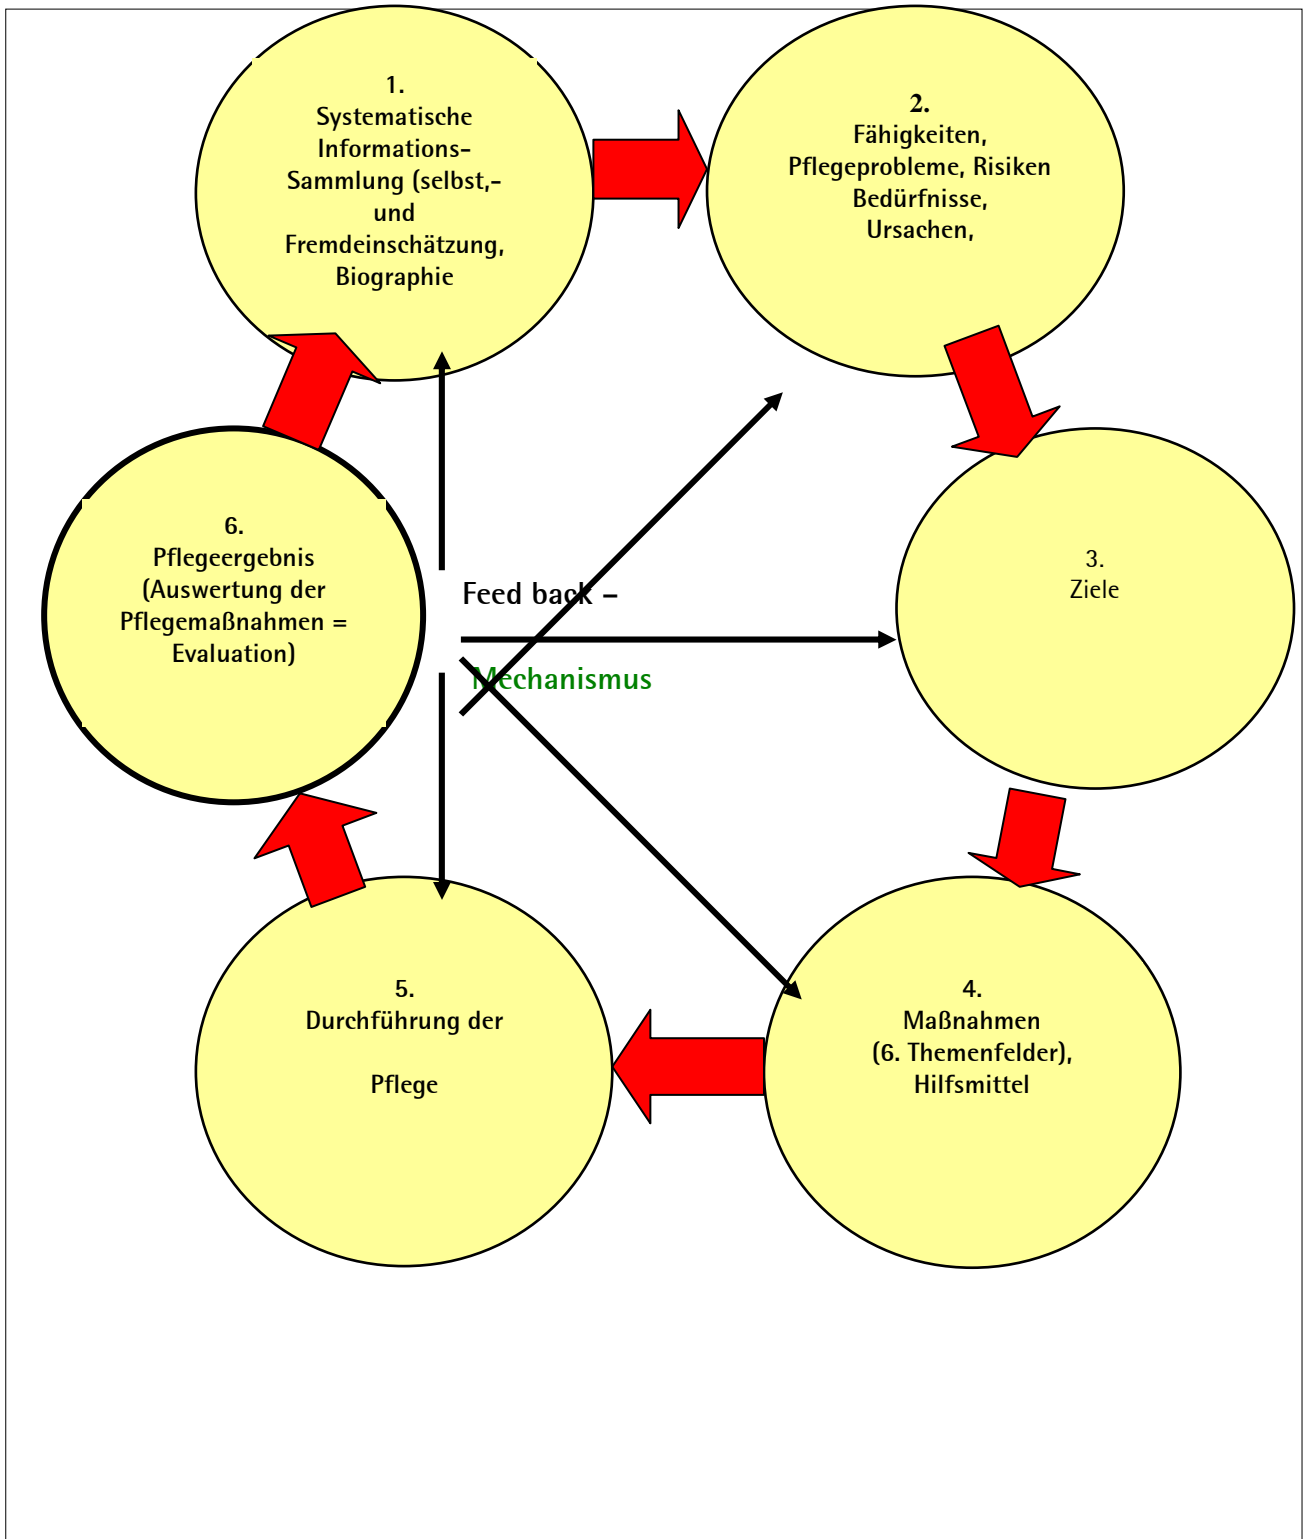 1.
Systematische
Informations-
Sammlung (selbst,-
und
Fremdeinschätzung,
Biographie
2.
Fähigkeiten,
Pflegeprobleme, Risiken
Bedürfnisse,
Ursachen,
3.
Ziele
4.
Maßnahmen
(6. Themenfelder),
Hilfsmittel
5.
Durchführung der
Pflege
6.
Pflegeergebnis
(Auswertung der
Pflegemaßnahmen =
Evaluation)
Feed back –
Mechanismus